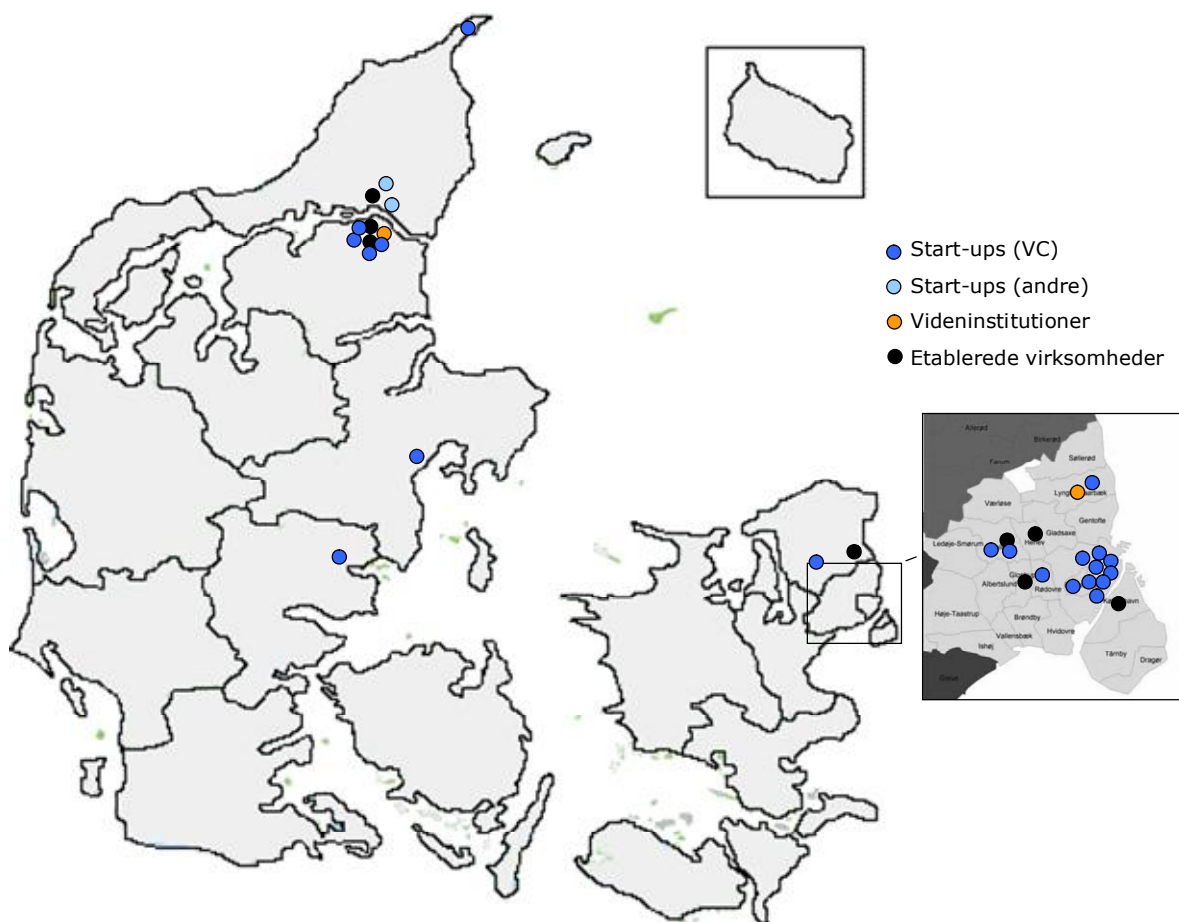 Start-ups (VC)
Start-ups (andre)
Videninstitutioner
Etablerede virksomheder
Allerød
Birkerød
Farum
Søllerød
Værløse
Gentofte
Gladsaxe
Ledøje-Smørum
Herlev
Albertslund
Rødovre
Høje-Taastrup
Brøndby
Hvidovre
Vallensbæk
Ishøj
Tårnby
Dragør